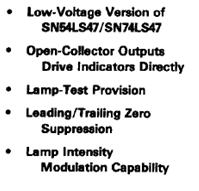 • Low-Voltage Version of
SN54LS47/SN74LS47
• Open-Collector Outputs
Drive Indicators Directly
• Lamp-Test Provision
• Leading/Trailing Zero
Suppression
• Lamp Intensity
Modulation Capability